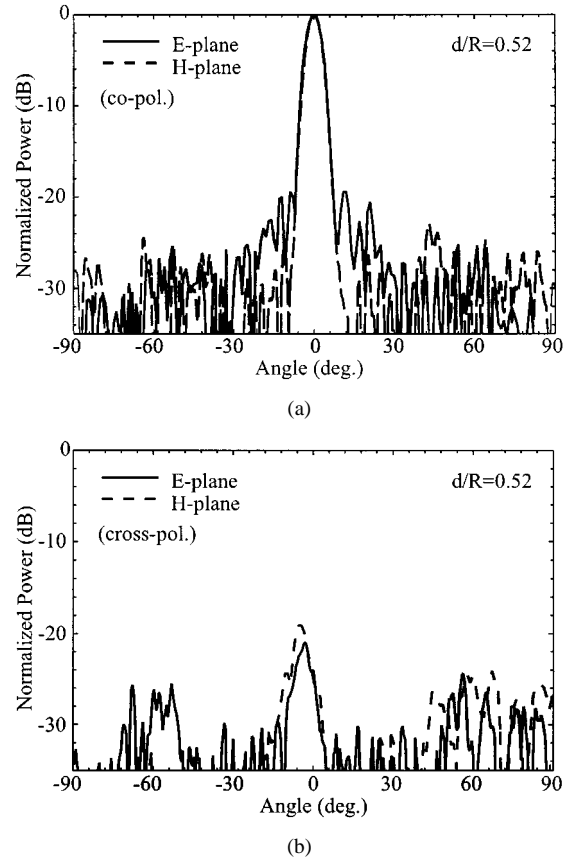 0
E-plane
d/R=0.52
H-plane
(co-pol.)
-10
-20
-30
Normalized Power (dB)
-90 -60 -30 0 30 60 90
Angle (deg.)
(a)
0
E-plane
d/R=0.52
H-plane
(cross-pol.)
-10
-20
-30
Normalized Power (dB)
-90 -60 -30 0 30 60 90
Angle (deg.)
(b)